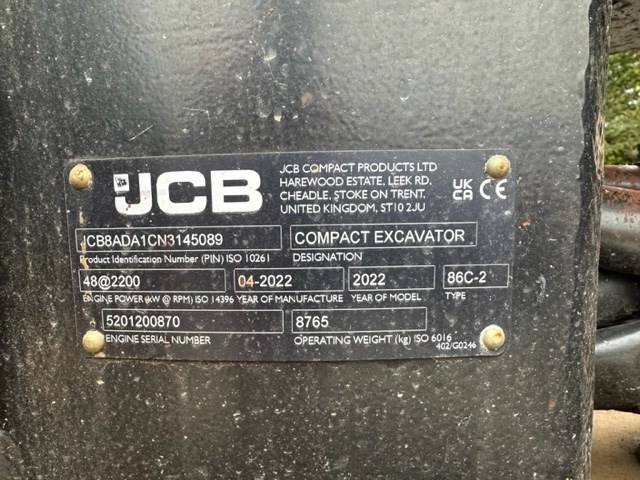 JCB
JCB COMPACT PRODUCTS LTD
HAREWOOD ESTATE, LEEK RD,
CHEADLE, STOKE ON TRENT,
UNITED KINGDOM, ST10 2JU
UK
CA CE
JCB8ADA1CN3145089 COMPACT EXCAVATOR
Product Identification Number (PIN) ISO 10261 DESIGNATION
48@2200 04-2022 2022 86C-2
ENGINE POWER (kW @ RPM) ISO 14396 YEAR OF MANUFACTURE YEAR OF MODEL TYPE
5201200870 8765
ENGINE SERIAL NUMBER OPERATING WEIGHT (kg) ISO 6016
402/G0246